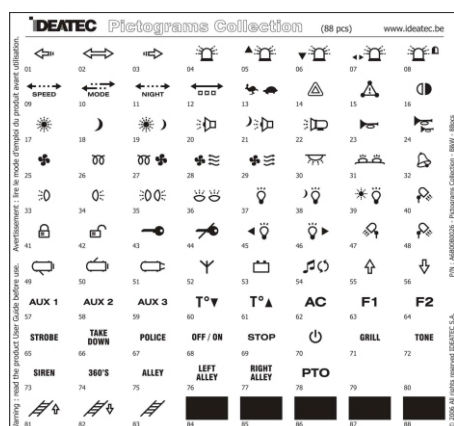 IDEATEC Pictograms Collection (88 pcs) www.ideatec.be
01 02 03 04 05 06 07 08
SPEED MODE NIGHT
09 10 11 12 13 14 15 16
17 18 19 20 21 22 23 24
25 26 27 28 29 30 31 32
33 34 35 36 37 38 39 40
41 42 43 44 45 46 47 48
49 50 51 52 53 54 55 56
AUX 1 AUX 2 AUX 3 T°▼ T°▲ AC F1 F2
57 58 59 60 61 62 63 64
STROBE TAKE DOWN POLICE OFF / ON STOP GRILL TONE
65 66 67 68 69 70 71 72
SIREN 360'S ALLEY LEFT ALLEY RIGHT ALLEY PTO
73 74 75 76 77 78 79 80
81 82 83 84 85 86 87 88
Avertissement : lire le mode d'emploi du produit avant utilisation.
Warning : read the product User Guide before use.
P/N : A6800B8026 - Pictograms Collection - B&W - 88pcs
© 2006 All rights reserved IDEATEC S.A.